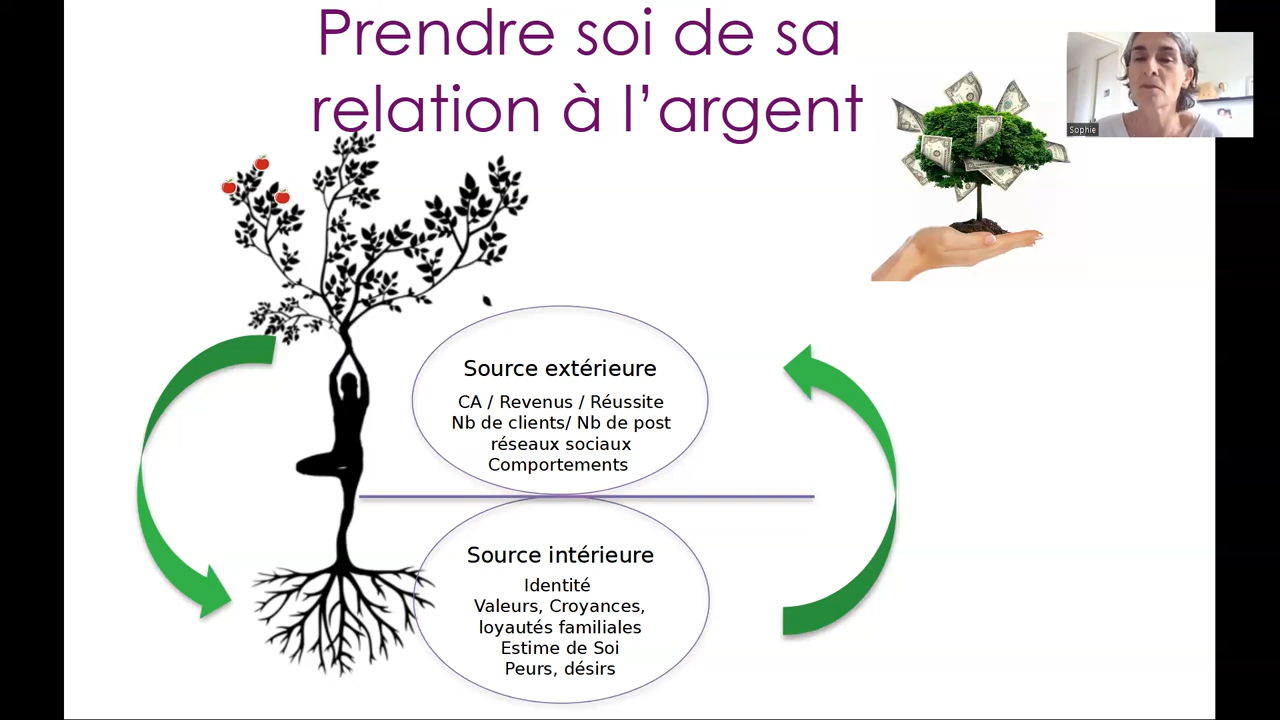 Prendre soi de sa
relation à l’argent
Sophie
Source extérieure
CA / Revenus / Réussite
Nb de clients/ Nb de post
réseaux sociaux
Comportements
Source intérieure
Identité
Valeurs, Croyances,
loyautés familiales
Estime de Soi
Peurs, désirs